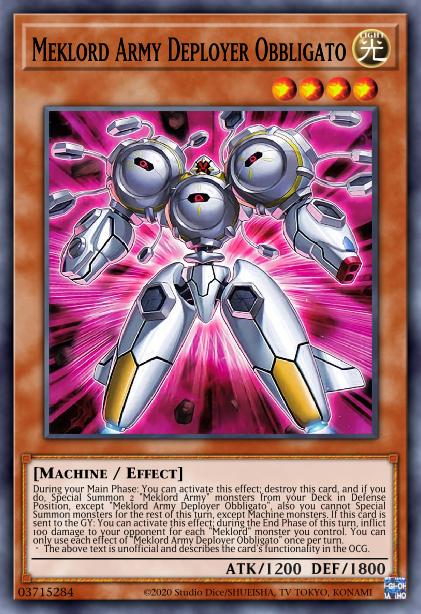 Meklord Army Deployer Obbligato
LIGHT
光
[Machine / Effect]
During your Main Phase: You can activate this effect; destroy this card, and if you
do, Special Summon 2 "Meklord Army" monsters from your Deck in Defense
Position, except "Meklord Army Deployer Obbligato", also you cannot Special
Summon monsters for the rest of this turn, except Machine monsters. If this card is
sent to the GY: You can activate this effect; during the End Phase of this turn, inflict
100 damage to your opponent for each "Meklord" monster you control. You can
only use each effect of "Meklord Army Deployer Obbligato" once per turn.
- The above text is unofficial and describes the card's functionality in the OCG.
ATK/1200 DEF/1800
03715284
©2020 Studio Dice/SHUEISHA, TV TOKYO, KONAMI